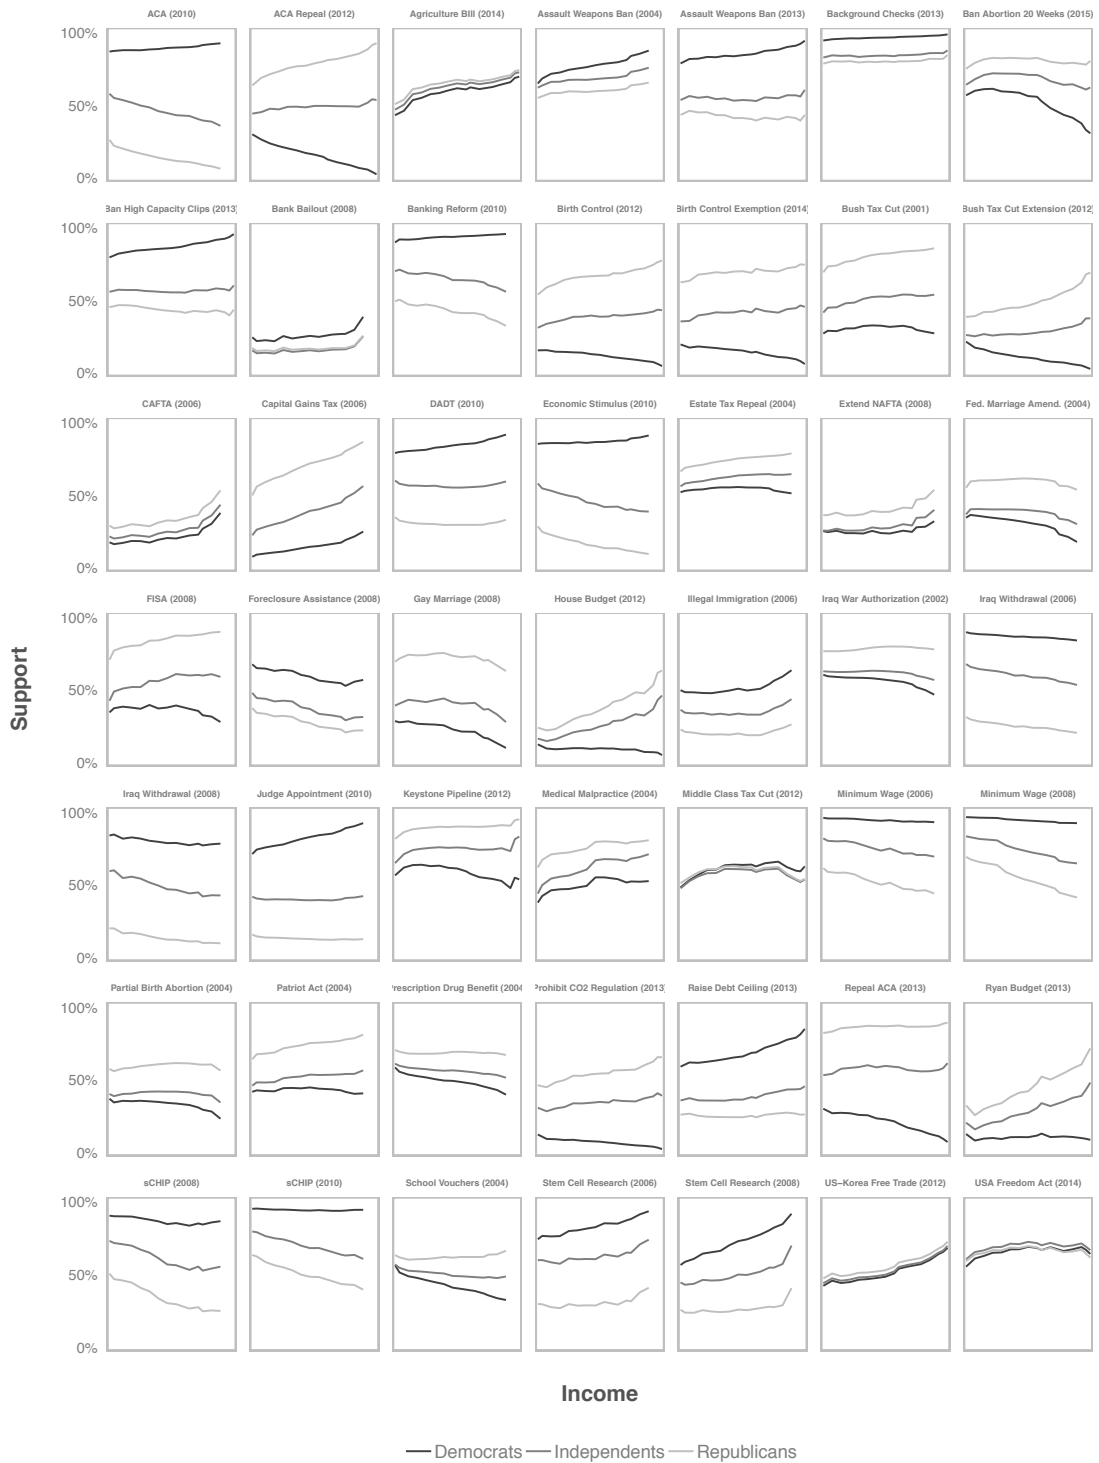 ACA (2010) ACA Repeal (2012) Agriculture Bill (2014) Assault Weapons Ban (2004) Assault Weapons Ban (2013) Background Checks (2013) Ban Abortion 20 Weeks (2015)
100%
50%
0%
Ban High Capacity Clips (2013) Bank Bailout (2008) Banking Reform (2010) Birth Control (2012) Birth Control Exemption (2014) Bush Tax Cut (2001) Bush Tax Cut Extension (2012)
100%
50%
0%
CAFTA (2006) Capital Gains Tax (2006) DADT (2010) Economic Stimulus (2010) Estate Tax Repeal (2004) Extend NAFTA (2008) Fed. Marriage Amend. (2004)
100%
50%
0%
FISA (2008) Foreclosure Assistance (2008) Gay Marriage (2008) House Budget (2012) Illegal Immigration (2006) Iraq War Authorization (2002) Iraq Withdrawal (2006)
100%
50%
0%
Support
Iraq Withdrawal (2008) Judge Appointment (2010) Keystone Pipeline (2012) Medical Malpractice (2004) Middle Class Tax Cut (2012) Minimum Wage (2006) Minimum Wage (2008)
100%
50%
0%
Partial Birth Abortion (2004) Patriot Act (2004) rescription Drug Benefit (2004 Prohibit CO2 Regulation (2013) Raise Debt Ceiling (2013) Repeal ACA (2013) Ryan Budget (2013)
100%
50%
0%
sCHIP (2008) sCHIP (2010) School Vouchers (2004) Stem Cell Research (2006) Stem Cell Research (2008) US−Korea Free Trade (2012) USA Freedom Act (2014)
100%
50%
0%
Income
Democrats Independents Republicans